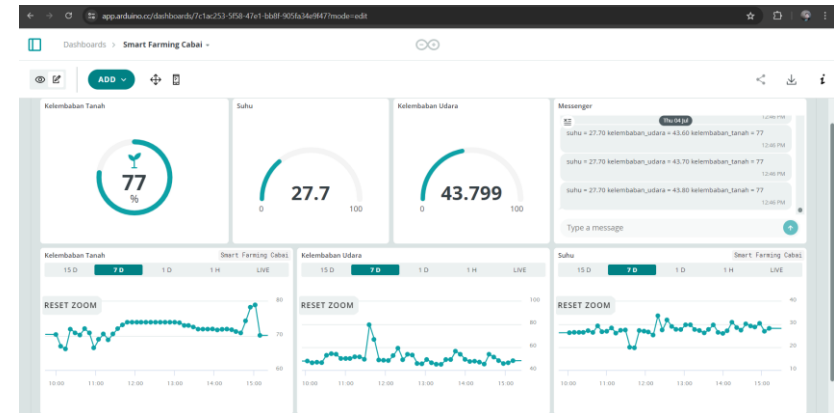 app.arduino.cc/dashboards/7c1ac253-5f58-47e1-bb8f-905fa34e9f47?mode=edit
Dashboards > Smart Farming Cabai
ADD
i
Kelembaban Tanah
77
%
Suhu
27.7
0 100
Kelembaban Udara
43.799
0 100
Messenger
Thu 04 Jul
12:46 PM
suhu = 27.70 kelembaban_udara = 43.60 kelembaban_tanah = 77
12:46 PM
suhu = 27.70 kelembaban_udara = 43.70 kelembaban_tanah = 77
12:46 PM
suhu = 27.70 kelembaban_udara = 43.80 kelembaban_tanah = 77
12:46 PM
Type a message
Kelembaban Tanah Smart Farming Cabai
15 D 7 D 1 D 1 H LIVE
RESET ZOOM
80
70
60
10:00 11:00 12:00 13:00 14:00 15:00
Kelembaban Udara
15 D 7 D 1 D 1 H LIVE
RESET ZOOM
100
80
60
40
10:00 11:00 12:00 13:00 14:00 15:00
Suhu Smart Farming Cabai
15 D 7 D 1 D 1 H LIVE
RESET ZOOM
40
30
20
10
10:00 11:00 12:00 13:00 14:00 15:00